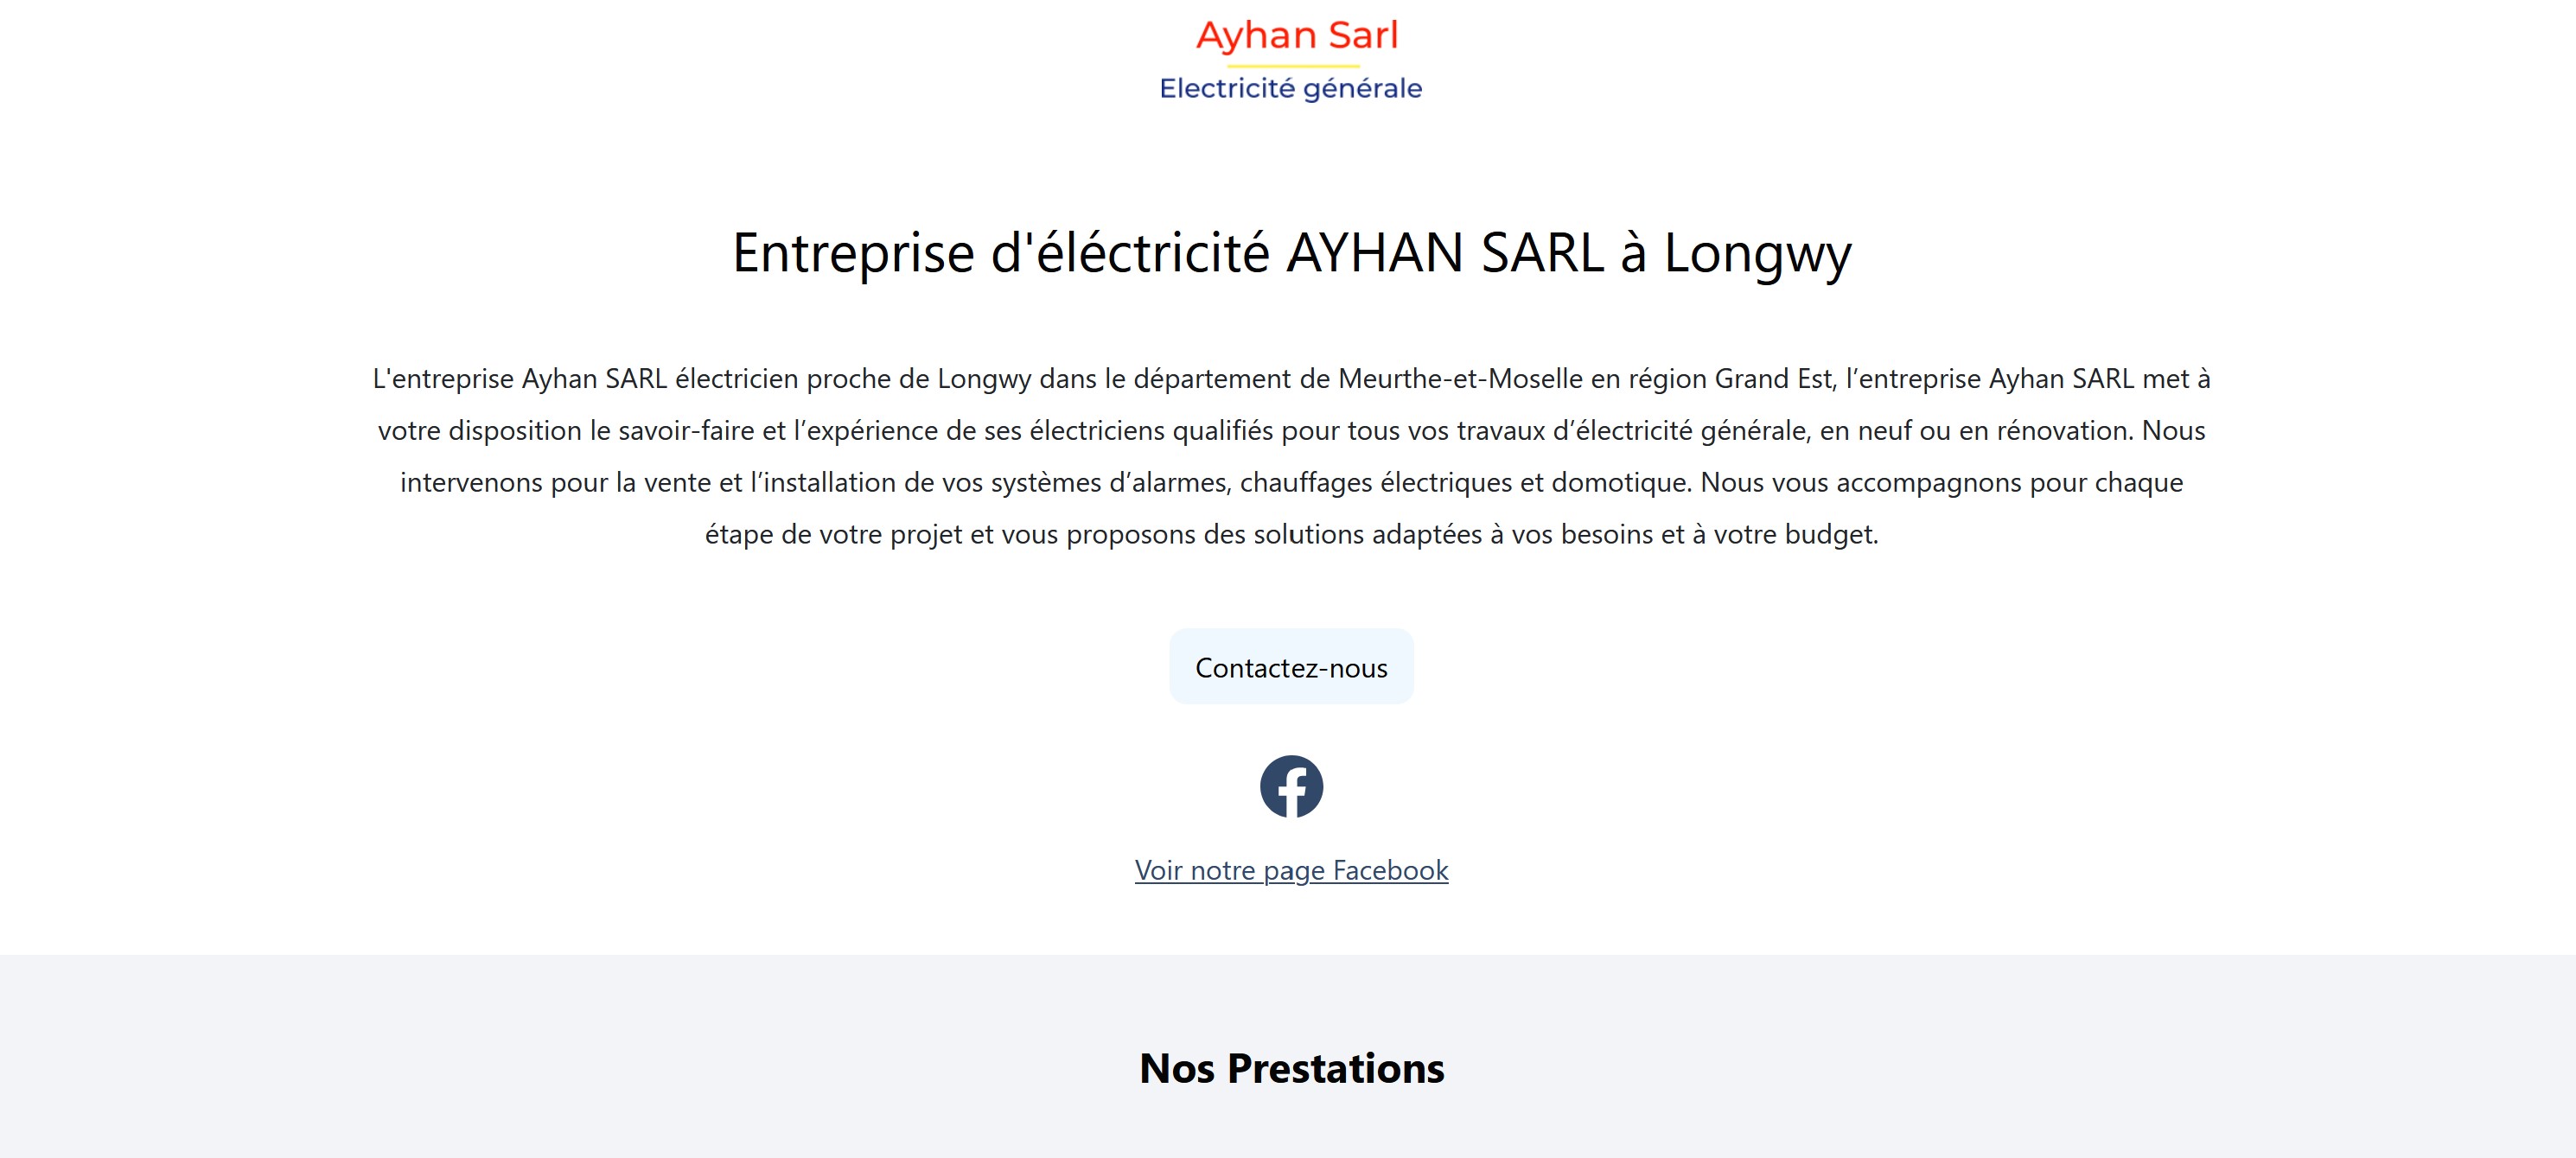 Ayhan Sarl
Electricité générale
Entreprise d'éléctricité AYHAN SARL à Longwy
L'entreprise Ayhan SARL électricien proche de Longwy dans le département de Meurthe-et-Moselle en région Grand Est, l’entreprise Ayhan SARL met à
votre disposition le savoir-faire et l’expérience de ses électriciens qualifiés pour tous vos travaux d’électricité générale, en neuf ou en rénovation. Nous
intervenons pour la vente et l’installation de vos systèmes d’alarmes, chauffages électriques et domotique. Nous vous accompagnons pour chaque
étape de votre projet et vous proposons des solutions adaptées à vos besoins et à votre budget.
Contactez-nous
Voir notre page Facebook
Nos Prestations